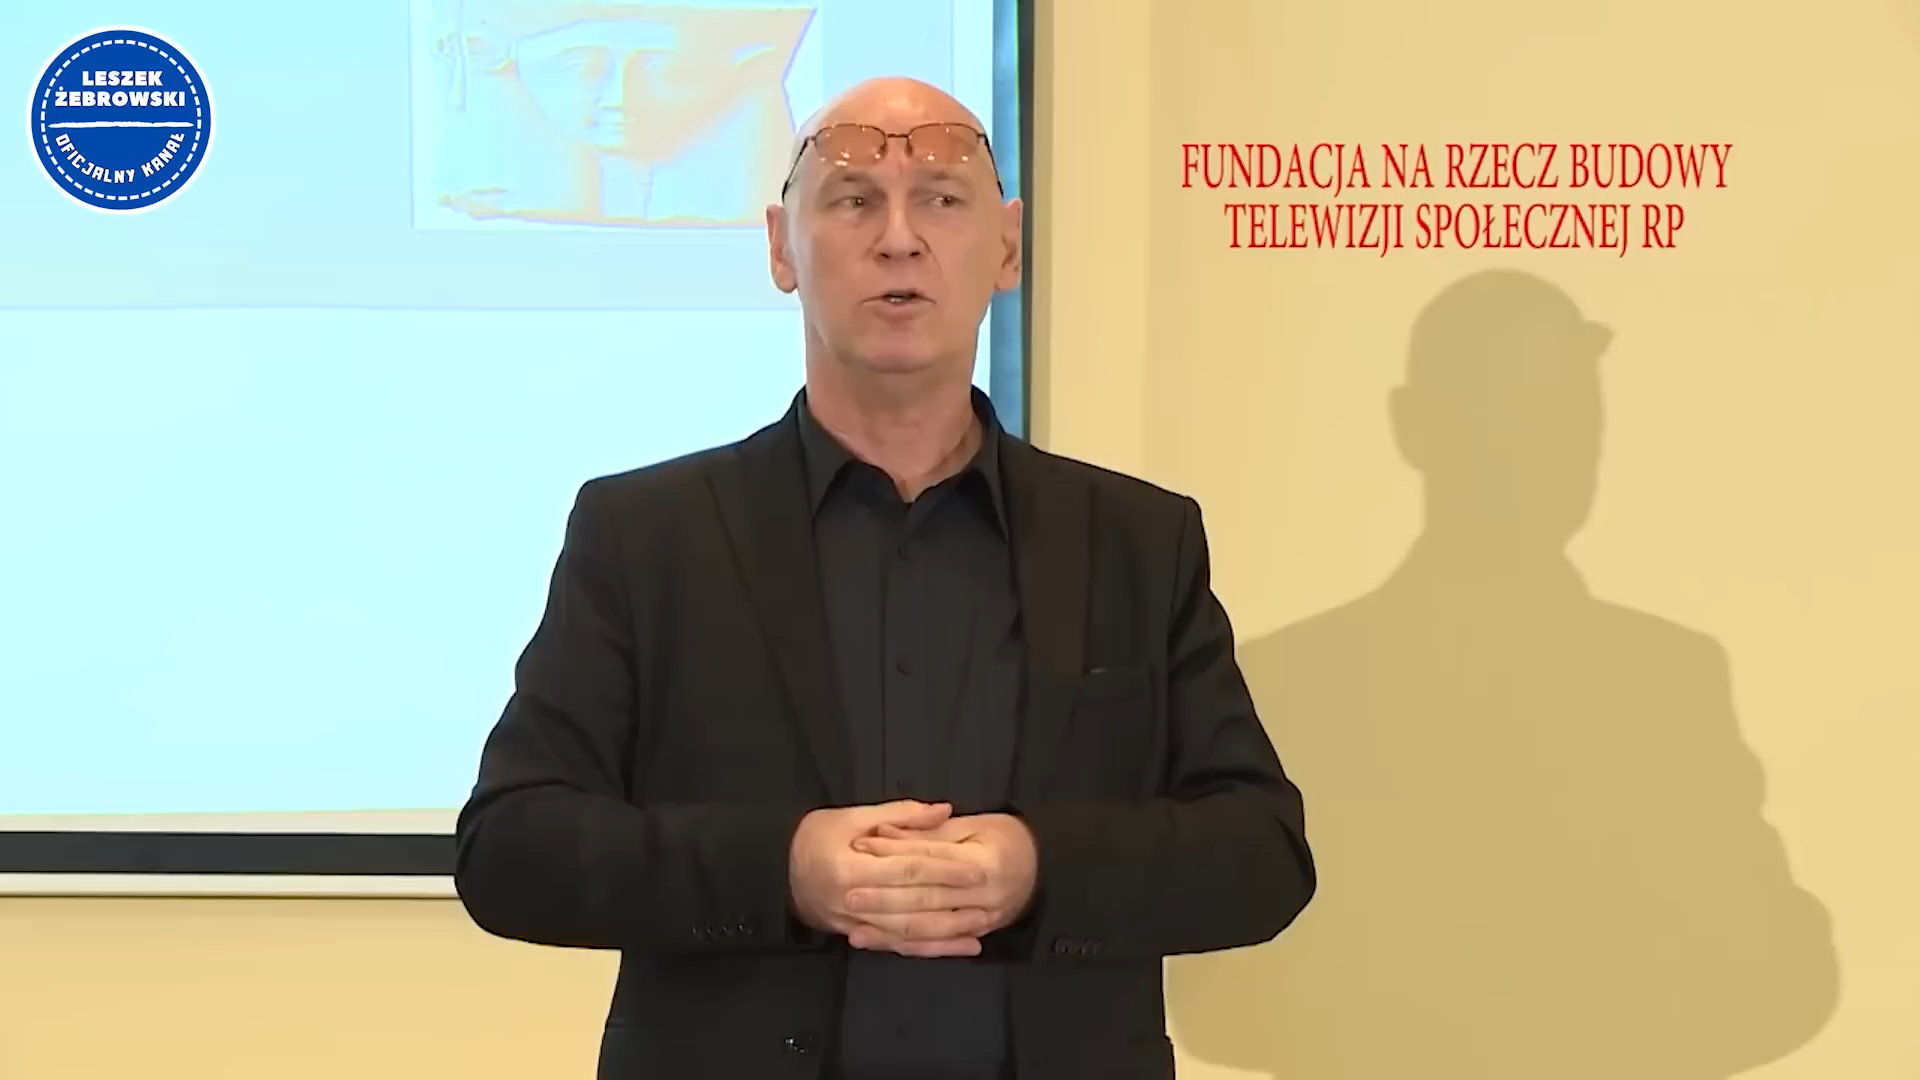 LESZEK
ŻEBROWSKI
OFICJALNY KANAŁ
FUNDACJA NA RZECZ BUDOWY
TELEWIZJI SPOŁECZNEJ RP